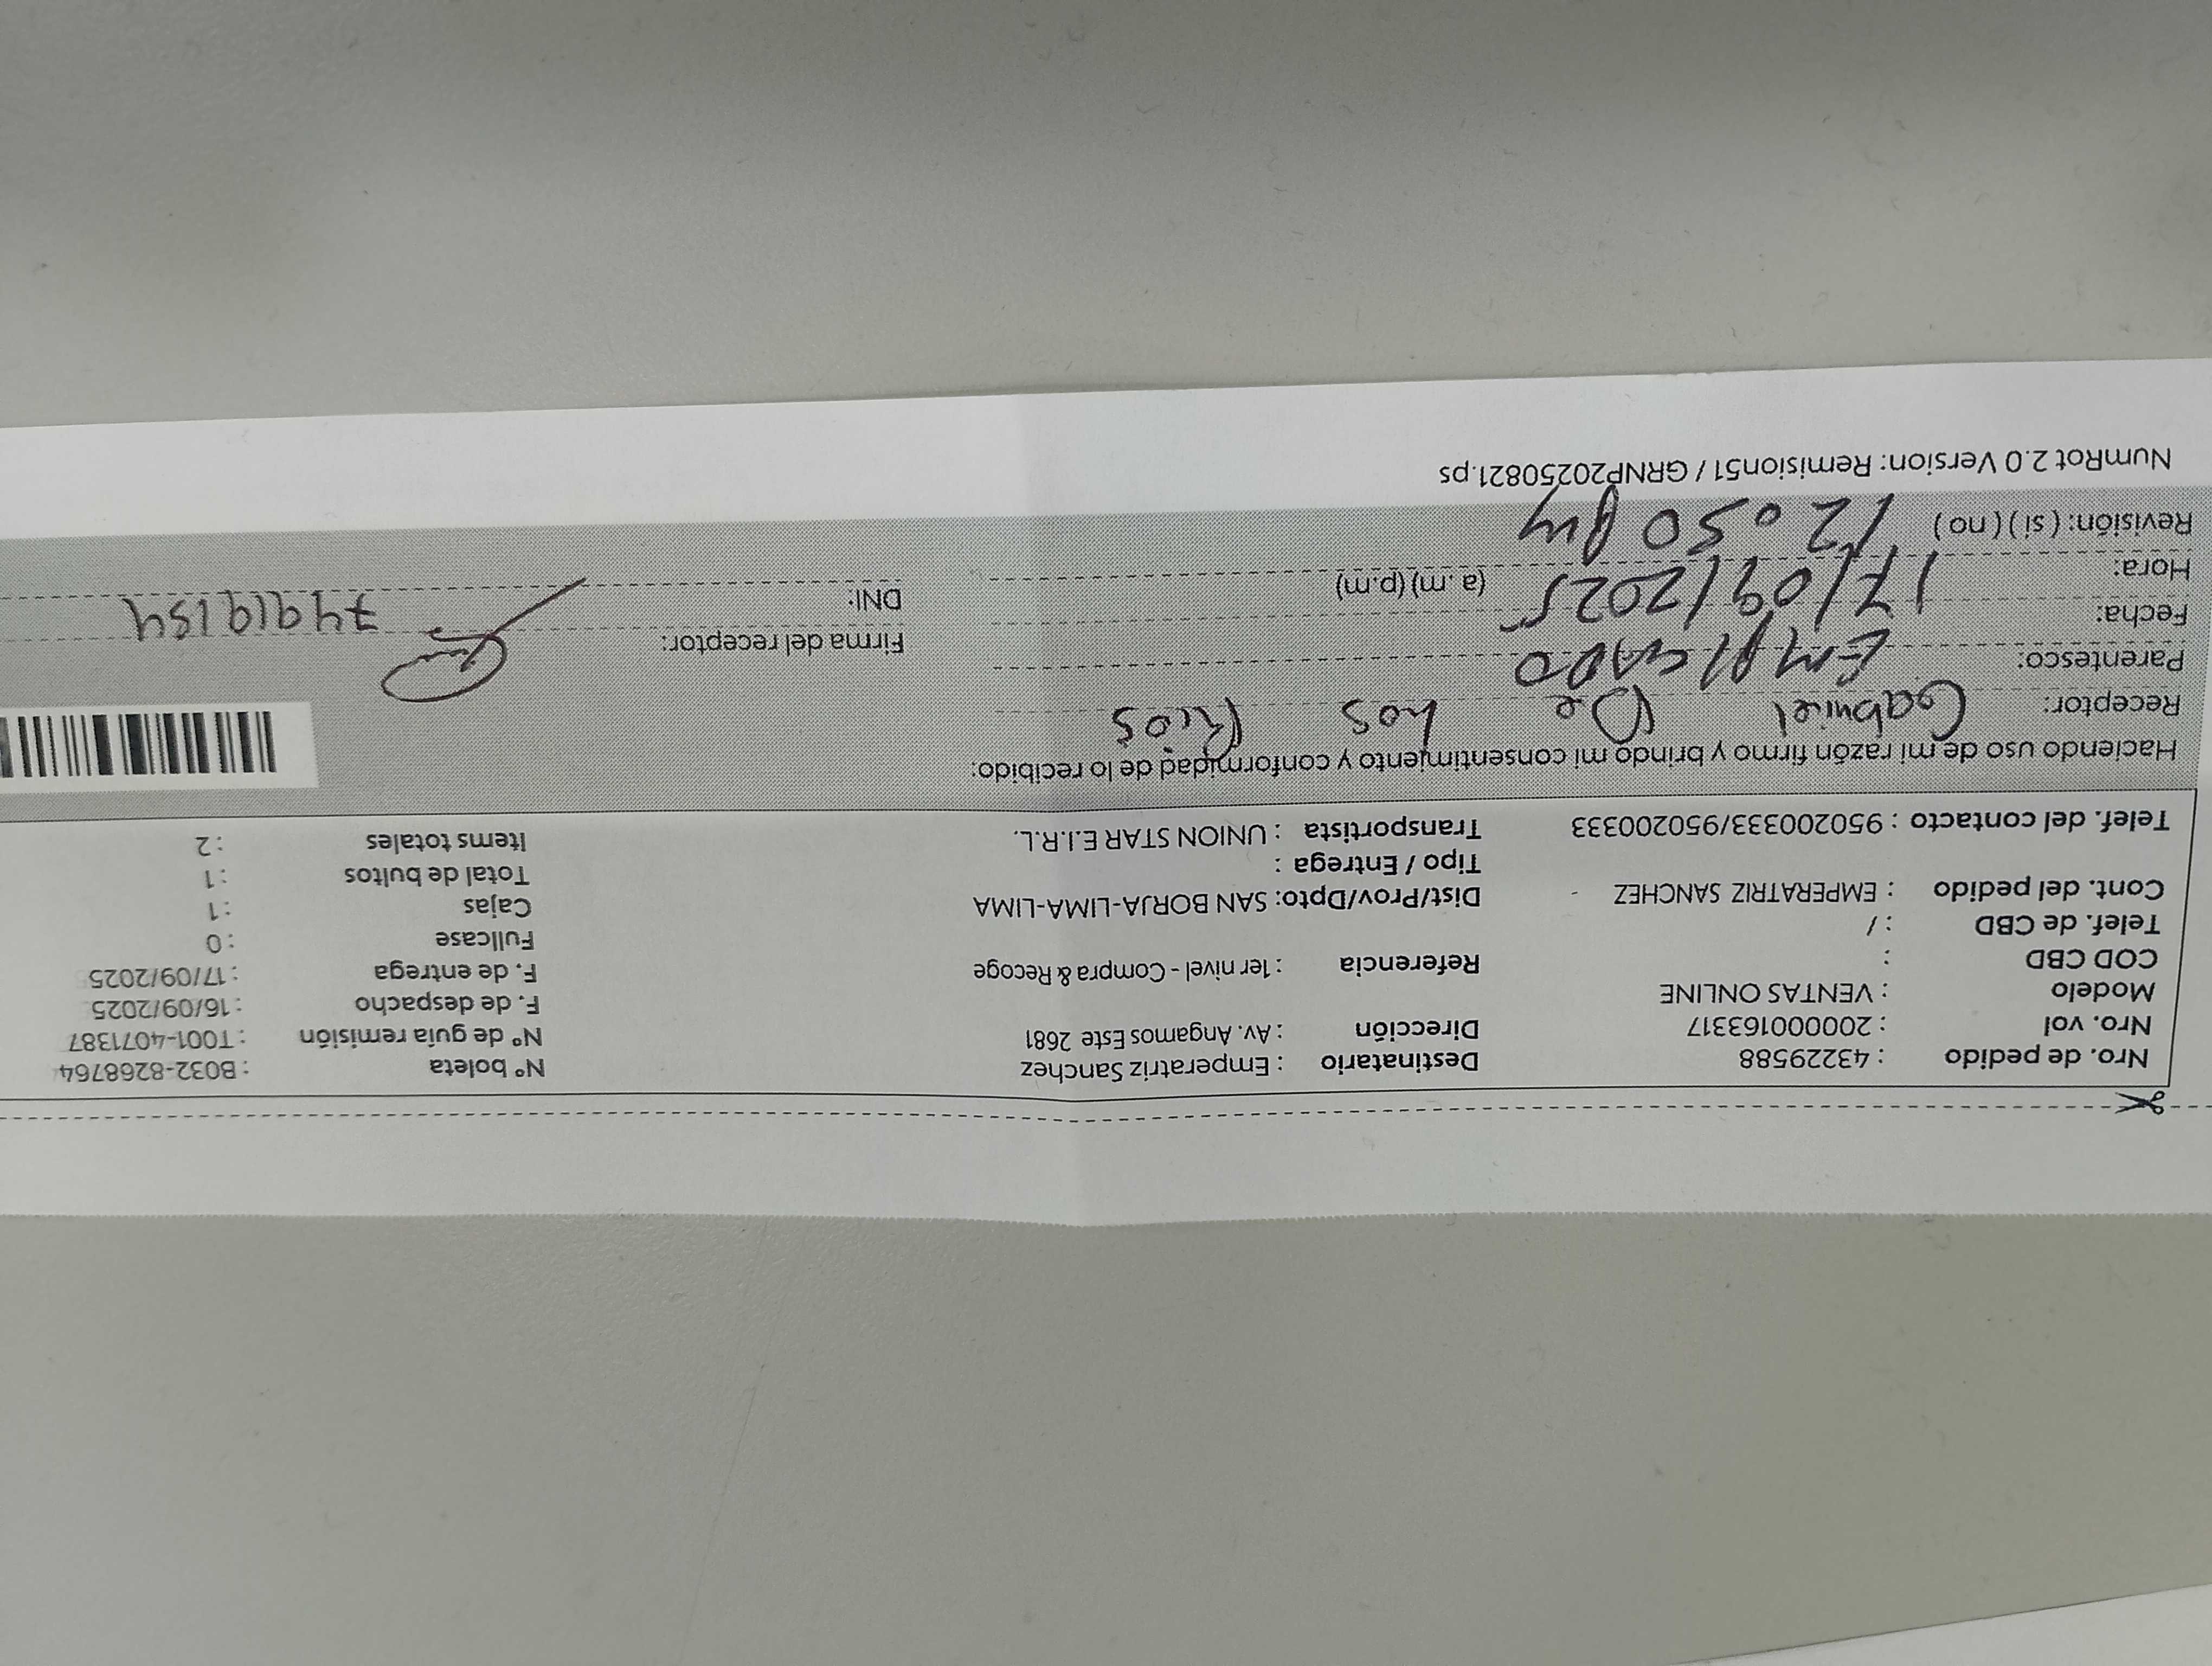 Nro. de pedido : 43229588 Destinatario : Emperatriz Sanchez N° boleta : B032-8268764
Nro. vol : 20000163317 Dirección : Av. Angamos Este 2681 N° de guía remisión : T001-4071387
Modelo : VENTAS ONLINE F. de despacho : 16/09/2025
COD CBD : Referencia : 1er nivel - Compra & Recoge F. de entrega : 17/09/2025
Telef. de CBD : / Fullcase : 0
Cont. del pedido : EMPERATRIZ SANCHEZ Dist/Prov/Dpto: SAN BORJA-LIMA-LIMA Cajas : 1
Tipo / Entrega : Total de bultos : 1
Telef. del contacto : 950200333/950200333 Transportista : UNION STAR E.I.R.L. Items totales : 2
Haciendo uso de mi razón firmo y brindo mi consentimiento y conformidad de lo recibido:
Receptor: Gabriel De Los Rios
Parentesco: Firma del receptor:
Fecha: 17/09/2025 DNI: 74919154
Hora: (a.m) (p.m)
Revisión: ( si ) ( no ) 12:50
NumRot 2.0 Version: Remision51 / GRNP20250821.ps